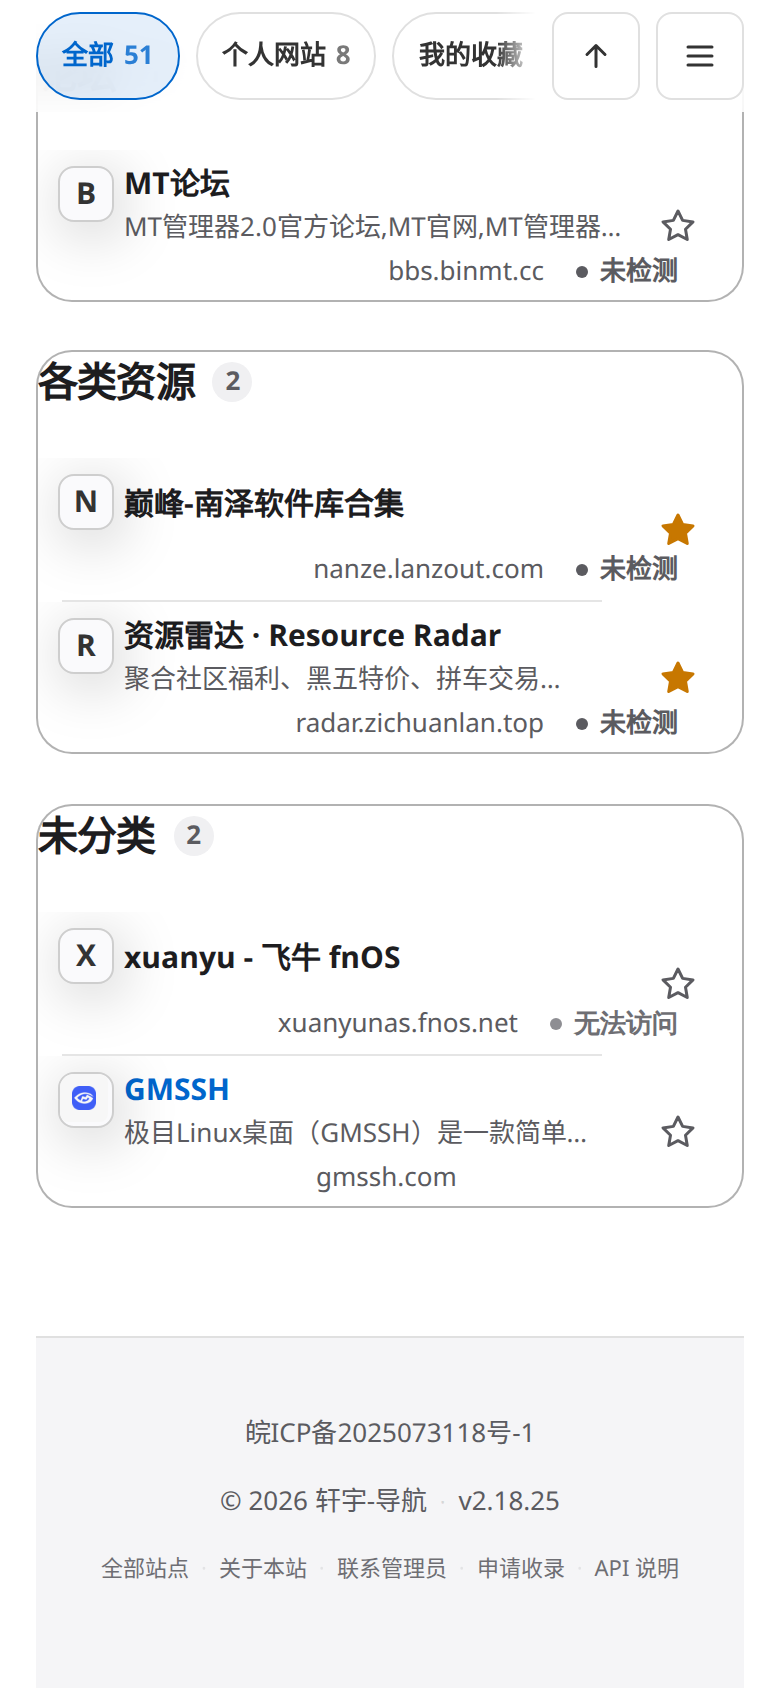 全部 51 个人网站 8 我的收藏
B MT论坛
MT管理器2.0官方论坛,MT官网,MT管理器...
bbs.binmt.cc 未检测
各类资源 2
N 巅峰-南泽软件库合集
nanze.lanzout.com 未检测
R 资源雷达 · Resource Radar
聚合社区福利、黑五特价、拼车交易...
radar.zichuanlan.top 未检测
未分类 2
X xuanyu - 飞牛 fnOS
xuanyunas.fnos.net 无法访问
GMSSH
极目Linux桌面（GMSSH）是一款简单...
gmssh.com
皖ICP备2025073118号-1
© 2026 轩宇-导航 · v2.18.25
全部站点 · 关于本站 · 联系管理员 · 申请收录 · API 说明